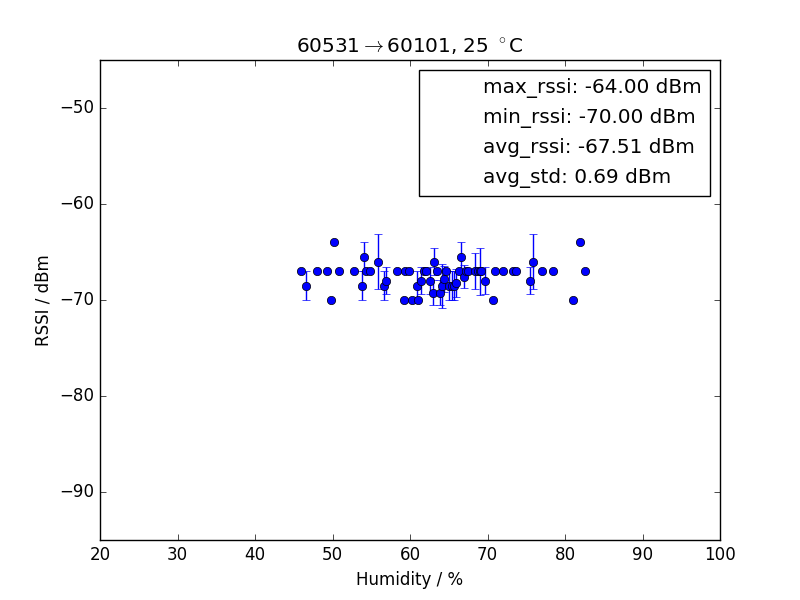 60531→60101, 25 °C
max_rssi: -64.00 dBm
min_rssi: -70.00 dBm
avg_rssi: -67.51 dBm
avg_std: 0.69 dBm
RSSI / dBm
−50
−60
−70
−80
−90
20 30 40 50 60 70 80 90 100
Humidity / %